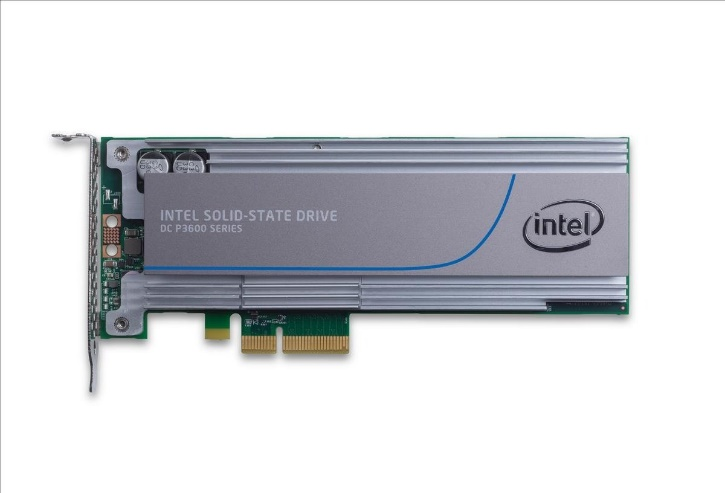 INTEL SOLID-STATE DRIVE
DC P3600 SERIES
intel